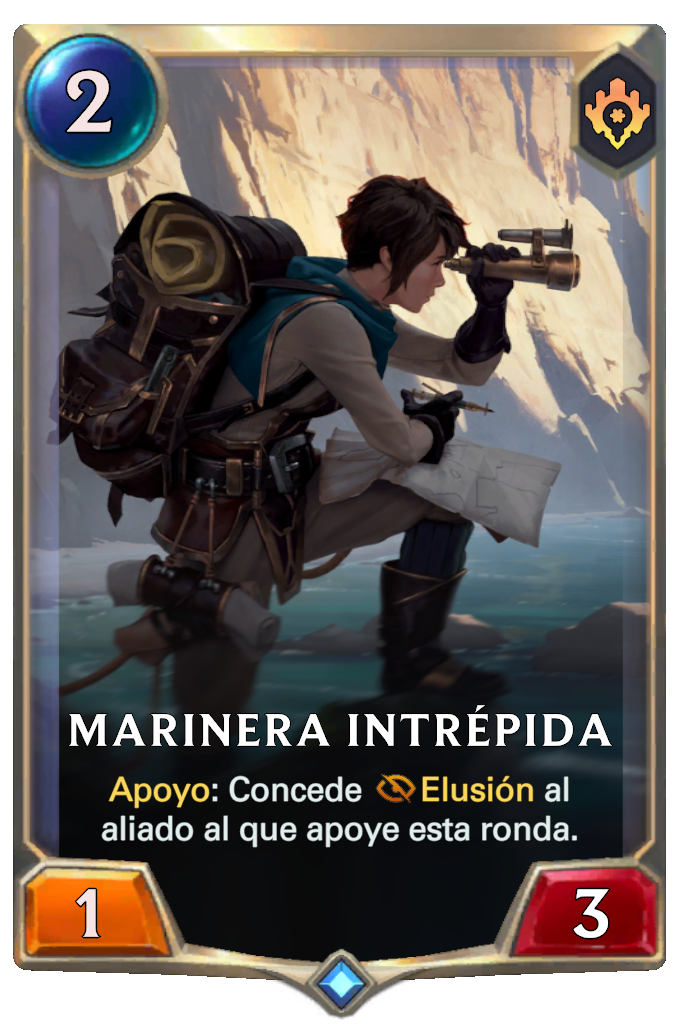 2
MARINERA INTRÉPIDA
Apoyo: Concede Elusión al
aliado al que apoye esta ronda.
1
3